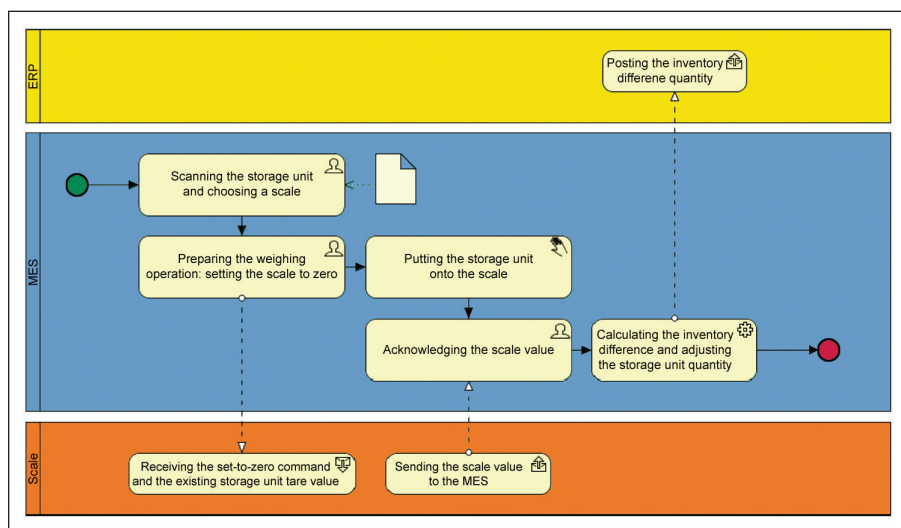 ERP
Posting the inventory
differene quantity
MES
Scanning the storage unit
and choosing a scale
Preparing the weighing
operation: setting the scale to zero
Putting the storage unit
onto the scale
Acknowledging the scale value
Calculating the inventory
difference and adjusting
the storage unit quantity
Scale
Receiving the set-to-zero command
and the existing storage unit tare value
Sending the scale value
to the MES